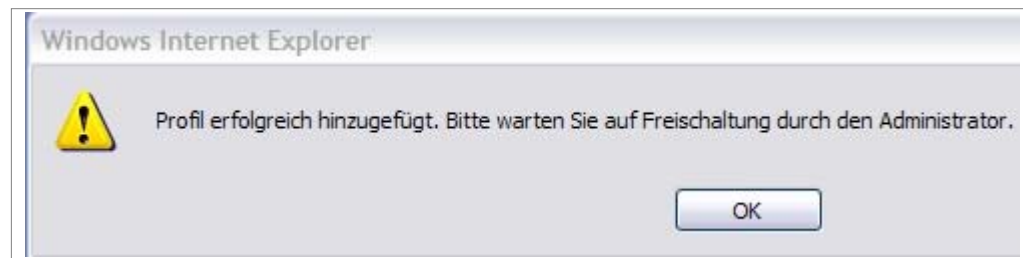 Windows Internet Explorer
Profil erfolgreich hinzugefügt. Bitte warten Sie auf Freischaltung durch den Administrator.
OK